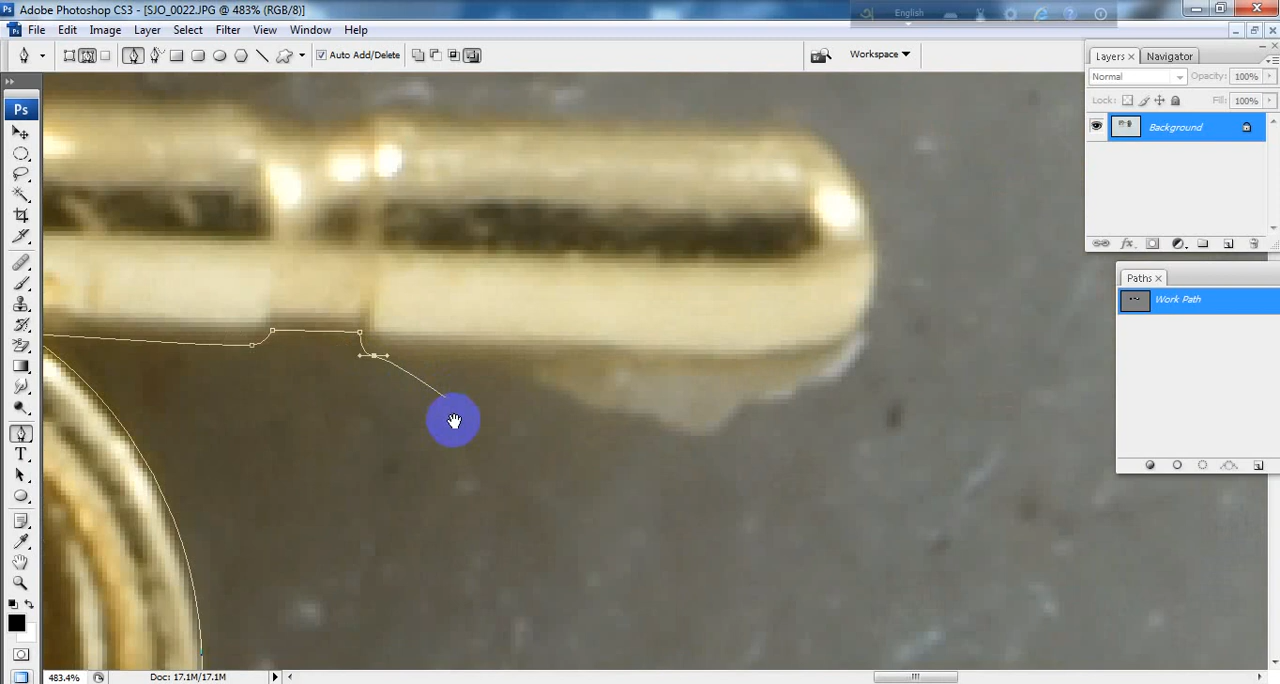 Adobe Photoshop CS3 - [SJO_0022.JPG @ 483% (RGB/8)]
English
File Edit Image Layer Select Filter View Window Help
Auto Add/Delete
Workspace
Layers Navigator
Normal Opacity: 100%
Lock: Fill: 100%
Ps
Background
Paths
Work Path
T
483.4% Doc: 17.1M/17.1M